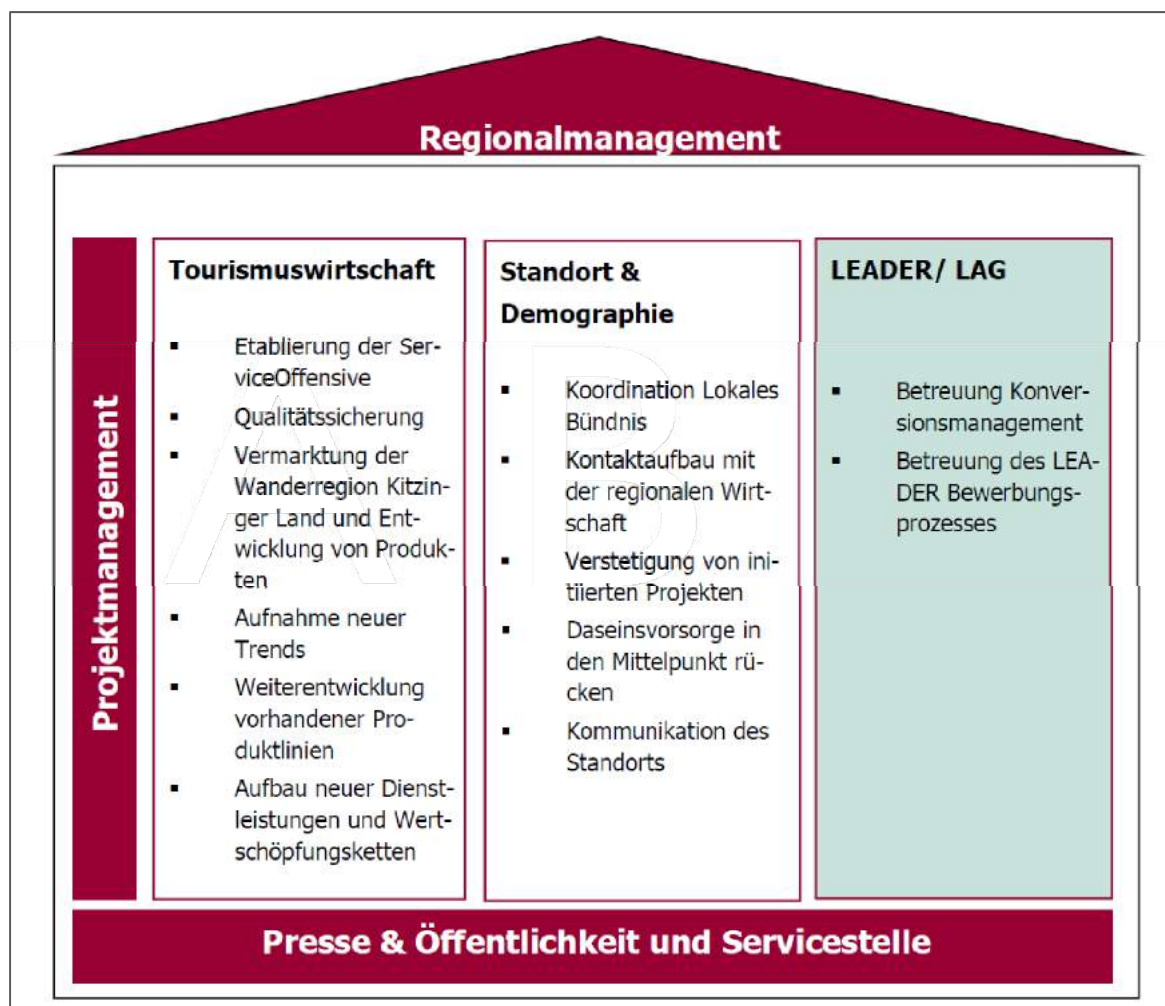 Regionalmanagement
Projektmanagement
Tourismuswirtschaft
▪ Etablierung der Ser-
viceOffensive
▪ Qualitätssicherung
▪ Vermarktung der
Wanderregion Kitzin-
ger Land und Ent-
wicklung von Produk-
ten
▪ Aufnahme neuer
Trends
▪ Weiterentwicklung
vorhandener Pro-
duktlinien
▪ Aufbau neuer Dienst-
leistungen und Wert-
schöpfungsketten
Standort &
Demographie
▪ Koordination Lokales
Bündnis
▪ Kontaktaufbau mit
der regionalen Wirt-
schaft
▪ Verstetigung von ini-
tiierten Projekten
▪ Daseinsvorsorge in
den Mittelpunkt rü-
cken
▪ Kommunikation des
Standorts
LEADER/ LAG
▪ Betreuung Konver-
sionsmanagement
▪ Betreuung des LEA-
DER Bewerbungs-
prozesses
Presse & Öffentlichkeit und Servicestelle
A B